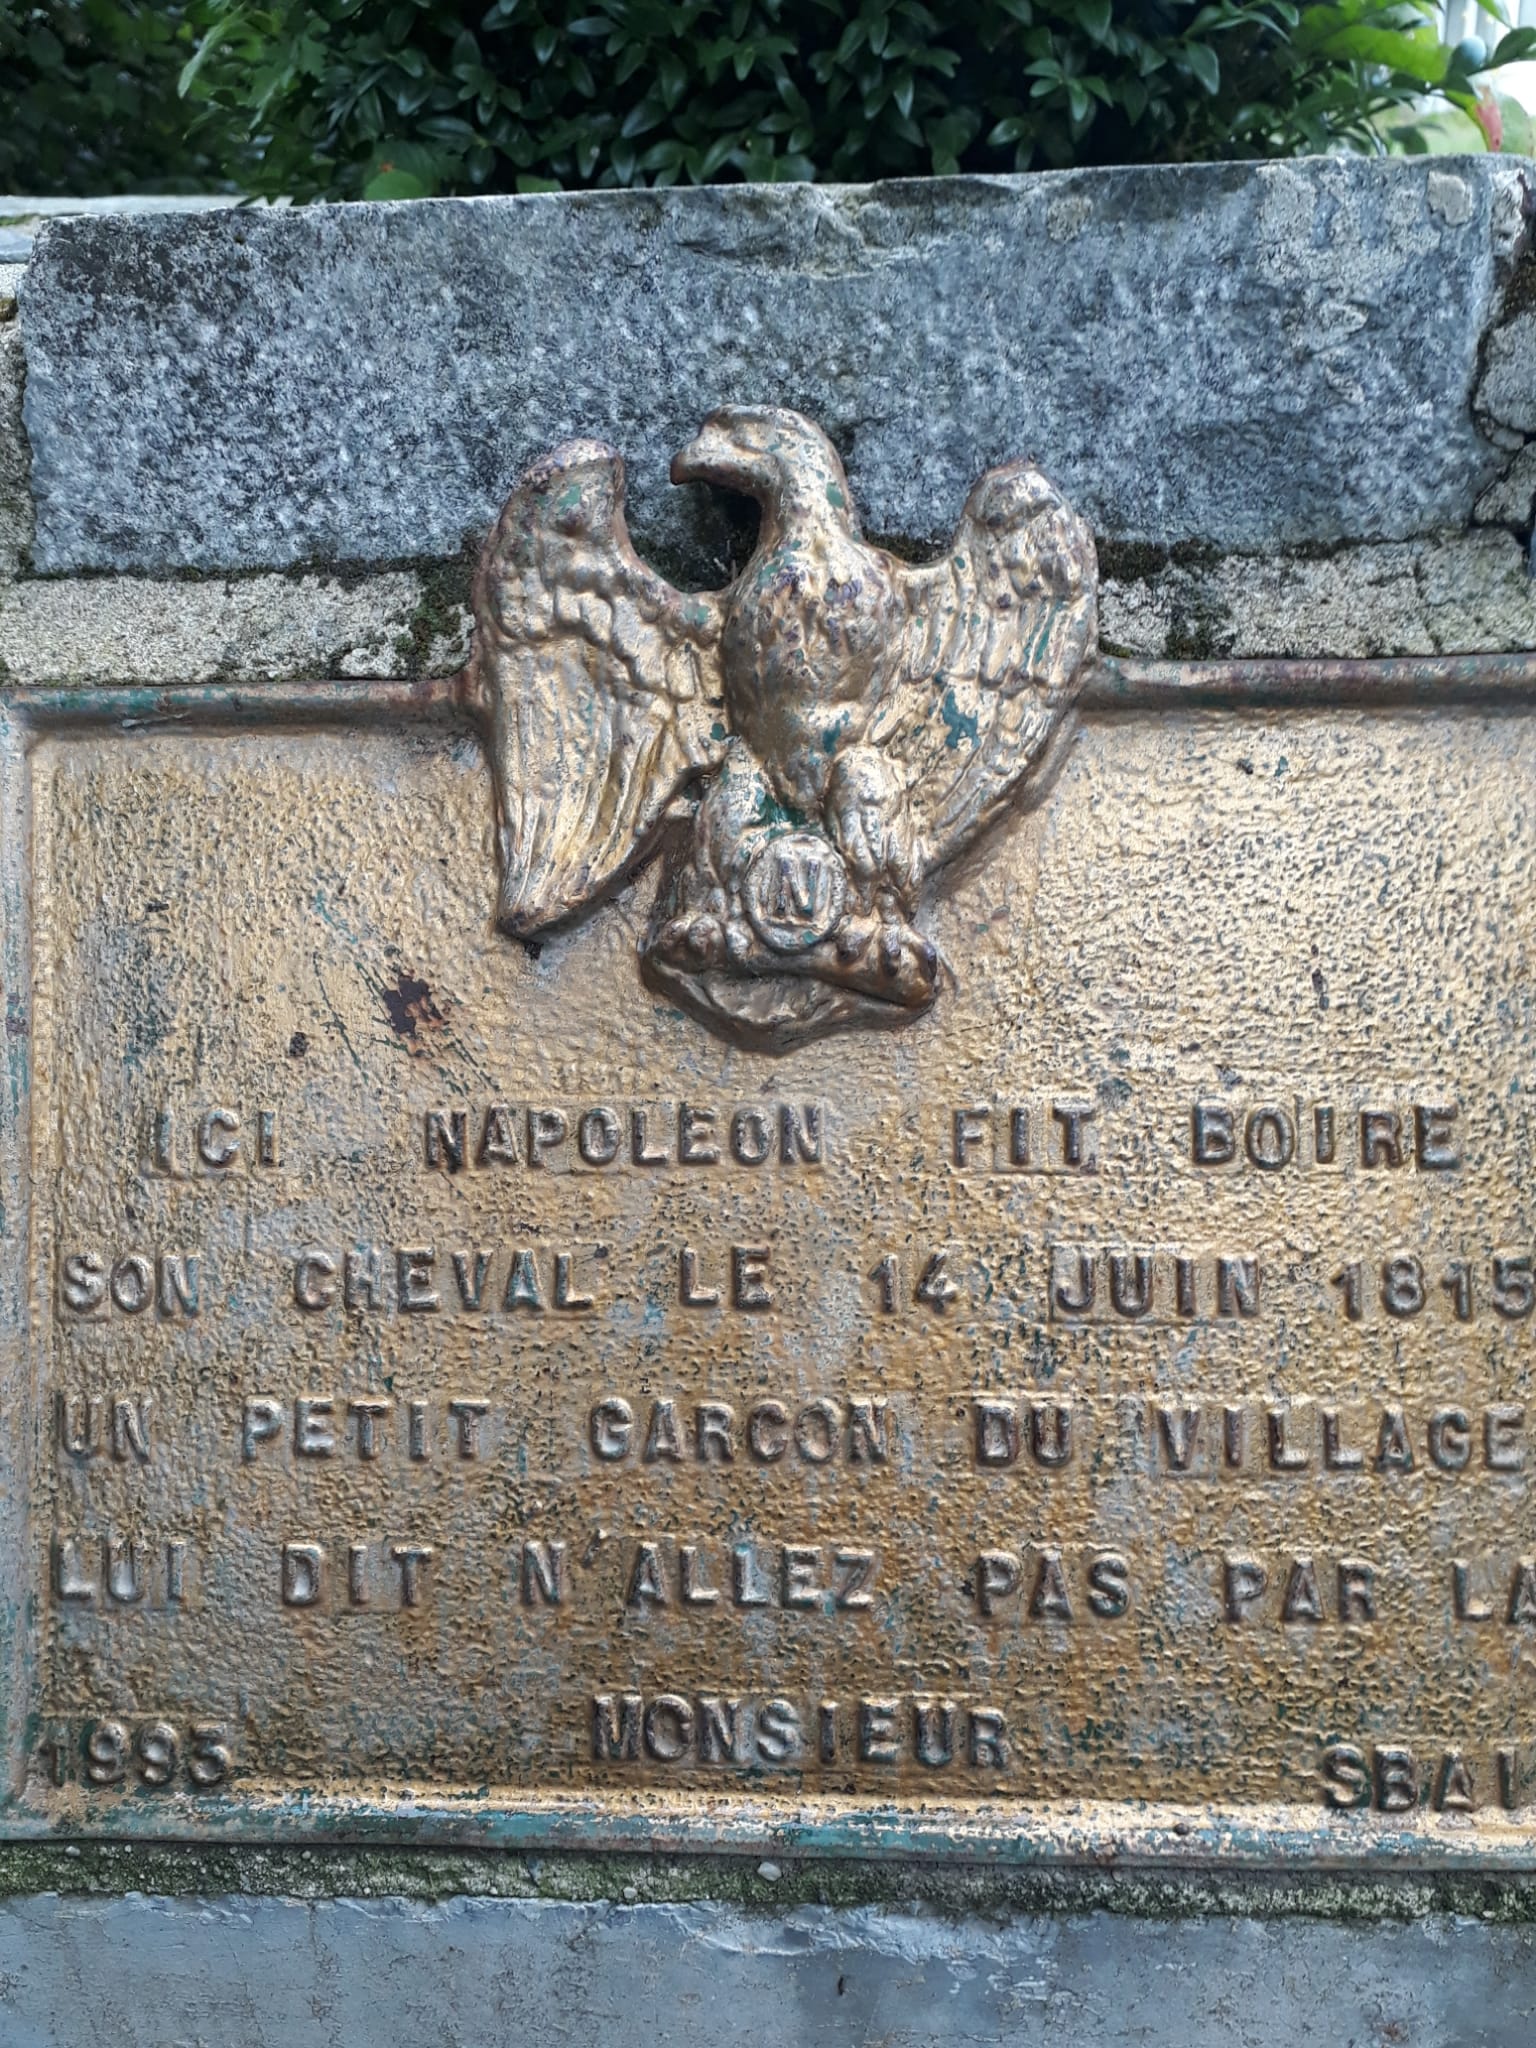 N
ICI NAPOLEON FIT BOIRE
SON CHEVAL LE 14 JUIN 1815
UN PETIT GARCON DU VILLAGE
LUI DIT N'ALLEZ PAS PAR LA
MONSIEUR
1993